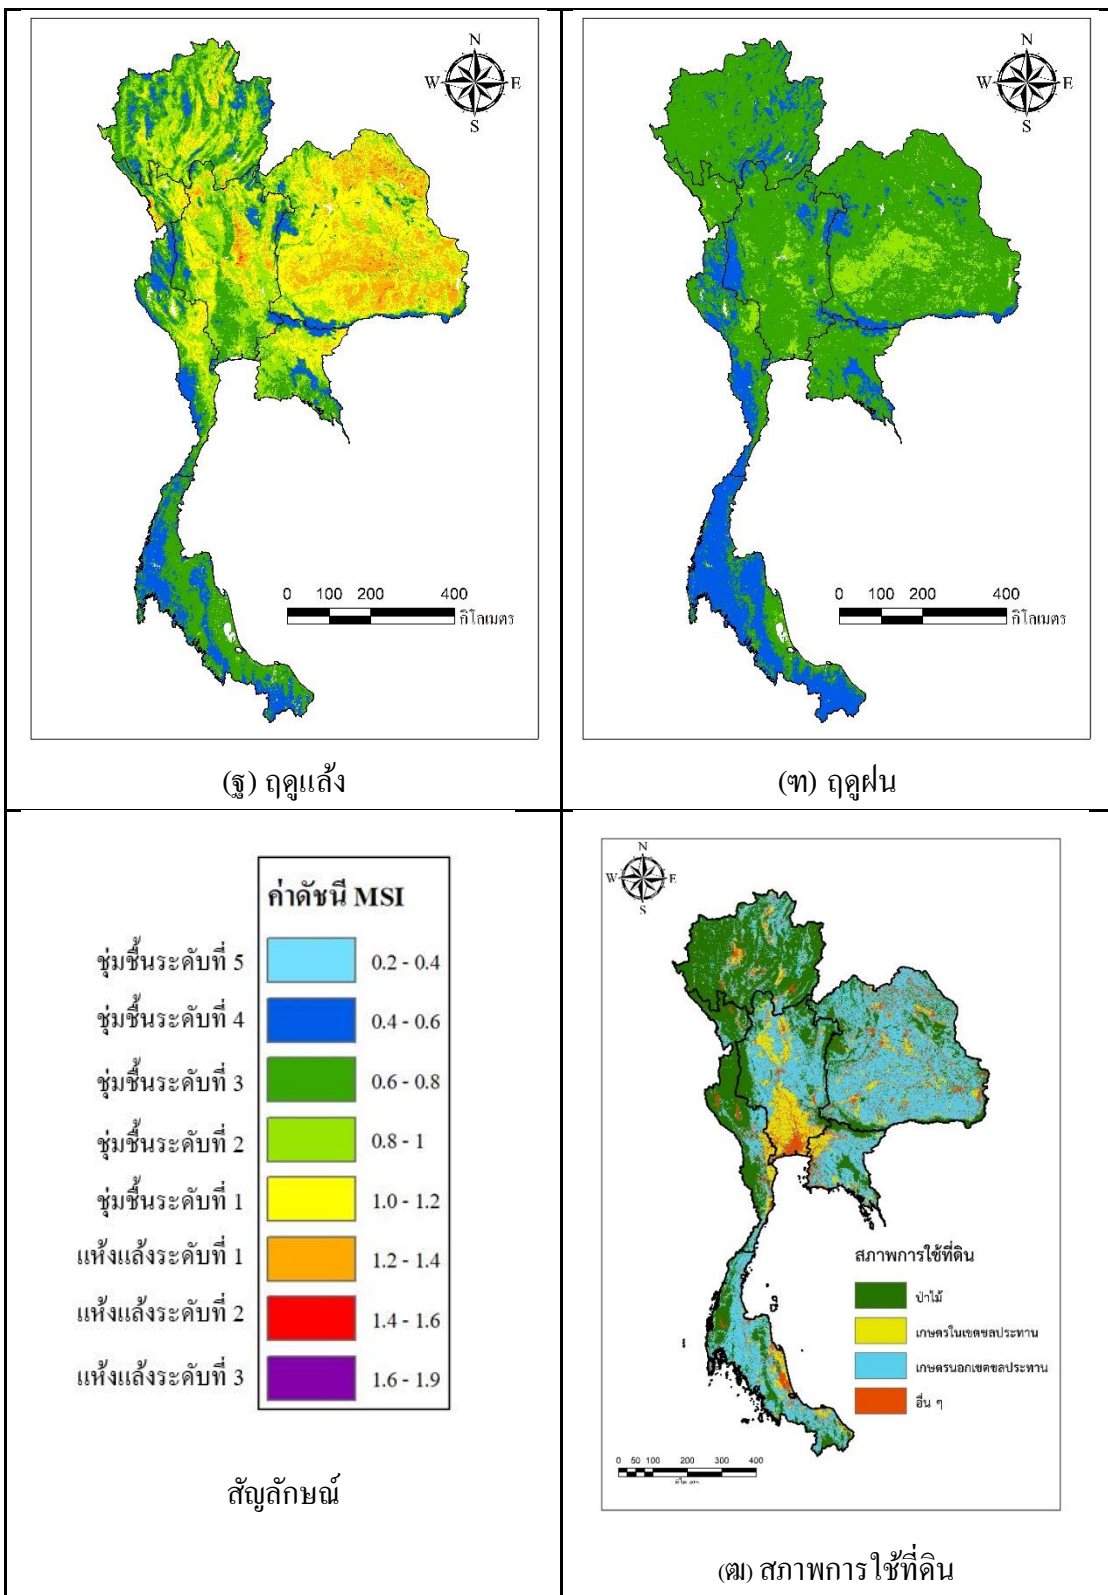 N
W E
S
0 100 200 400
กิโลเมตร
(ฐ) ฤดูแล้ง
N
W E
S
0 100 200 400
กิโลเมตร
(ฑ) ฤดูฝน
ค่าดัชนี MSI
ชุ่มชื้นระดับที่ 5 0.2 - 0.4
ชุ่มชื้นระดับที่ 4 0.4 - 0.6
ชุ่มชื้นระดับที่ 3 0.6 - 0.8
ชุ่มชื้นระดับที่ 2 0.8 - 1
ชุ่มชื้นระดับที่ 1 1.0 - 1.2
แห้งแล้งระดับที่ 1 1.2 - 1.4
แห้งแล้งระดับที่ 2 1.4 - 1.6
แห้งแล้งระดับที่ 3 1.6 - 1.9
สัญลักษณ์
N
W E
S
สภาพการใช้ที่ดิน
ป่าไม้
เกษตรในเขตชลประทาน
เกษตรนอกเขตชลประทาน
อื่น ๆ
0 50 100 200 300 400
(ฒ) สภาพการใช้ที่ดิน